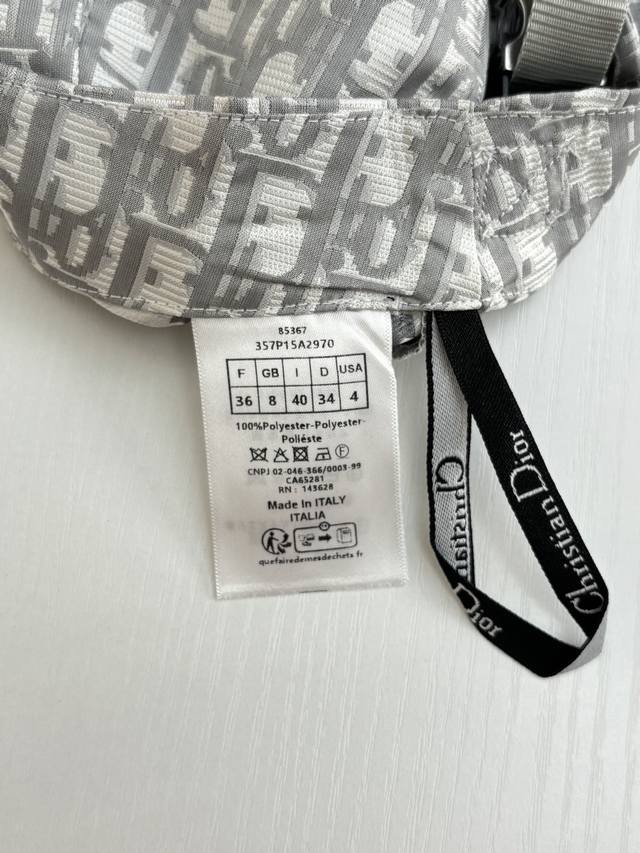 85367
357P15A2970
F GB I D USA
36 8 40 34 4
100%Polyester-Polyester-
Poliéste
F
CNPJ 02-046-366/0003-99
CA65281
RN : 143628
Made In ITALY
ITALIA
quefairedemesdechets.fr
Christian
Dior
Christian Dior